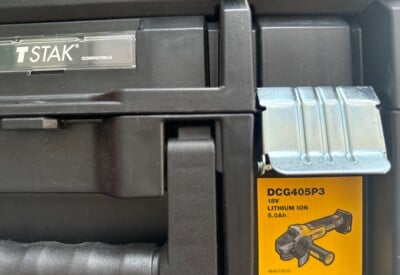 TSTAK COMPATIBLE
DCG405P3
18V
LITHIUM ION
5.0Ah